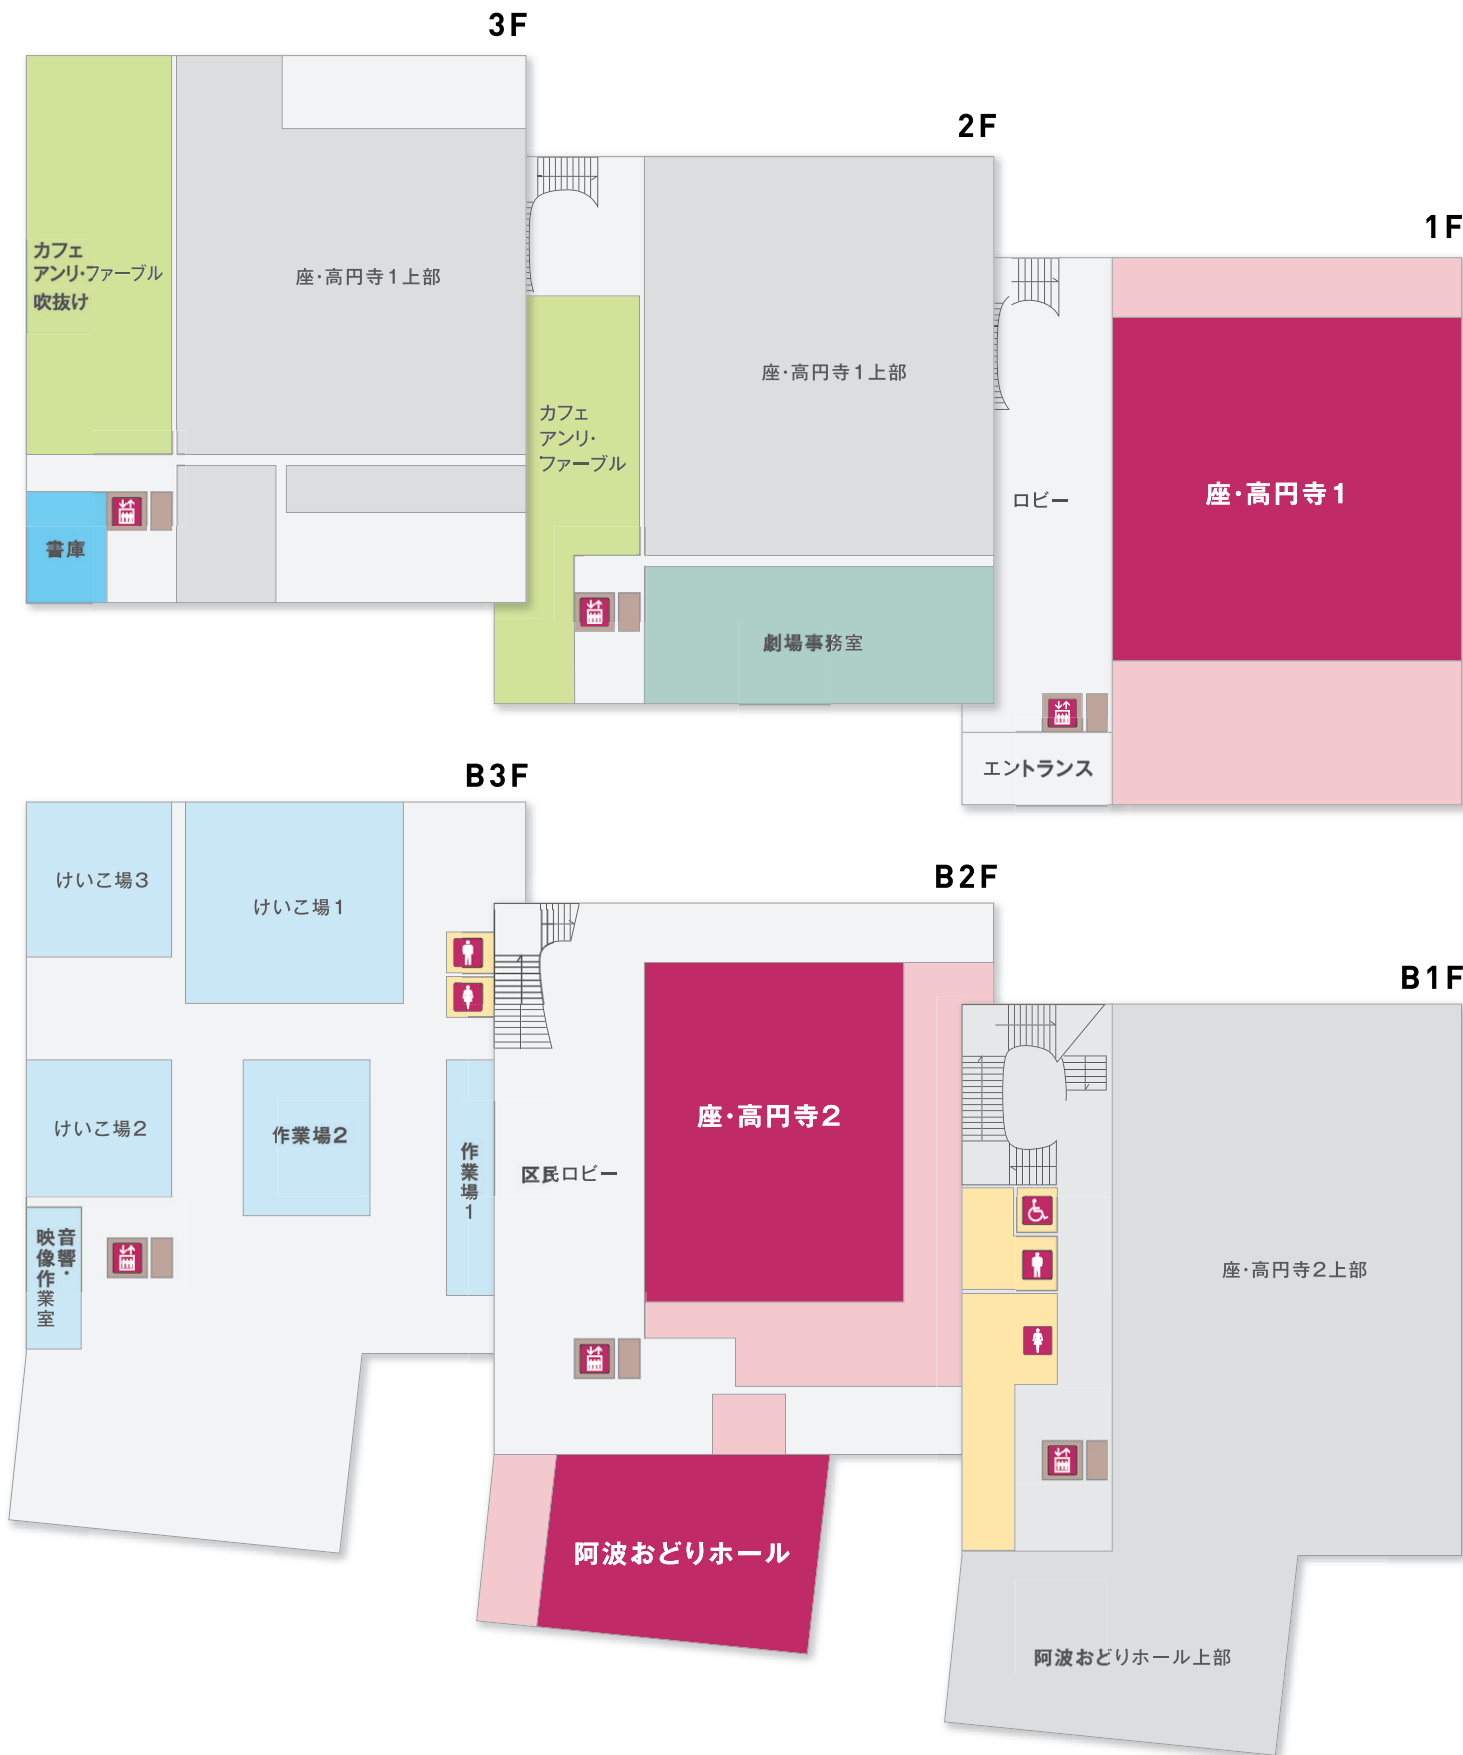 3F
カフェ
アンリ・ファーブル
吹抜け
座・高円寺1上部
書庫
2F
カフェ
アンリ・
ファーブル
座・高円寺1上部
劇場事務室
1F
ロビー
座・高円寺1
エントランス
B3F
けいこ場3
けいこ場1
けいこ場2
作業場2
作業場1
音響・
映像作業室
B2F
座・高円寺2
区民ロビー
阿波おどりホール
B1F
座・高円寺2上部
阿波おどりホール上部